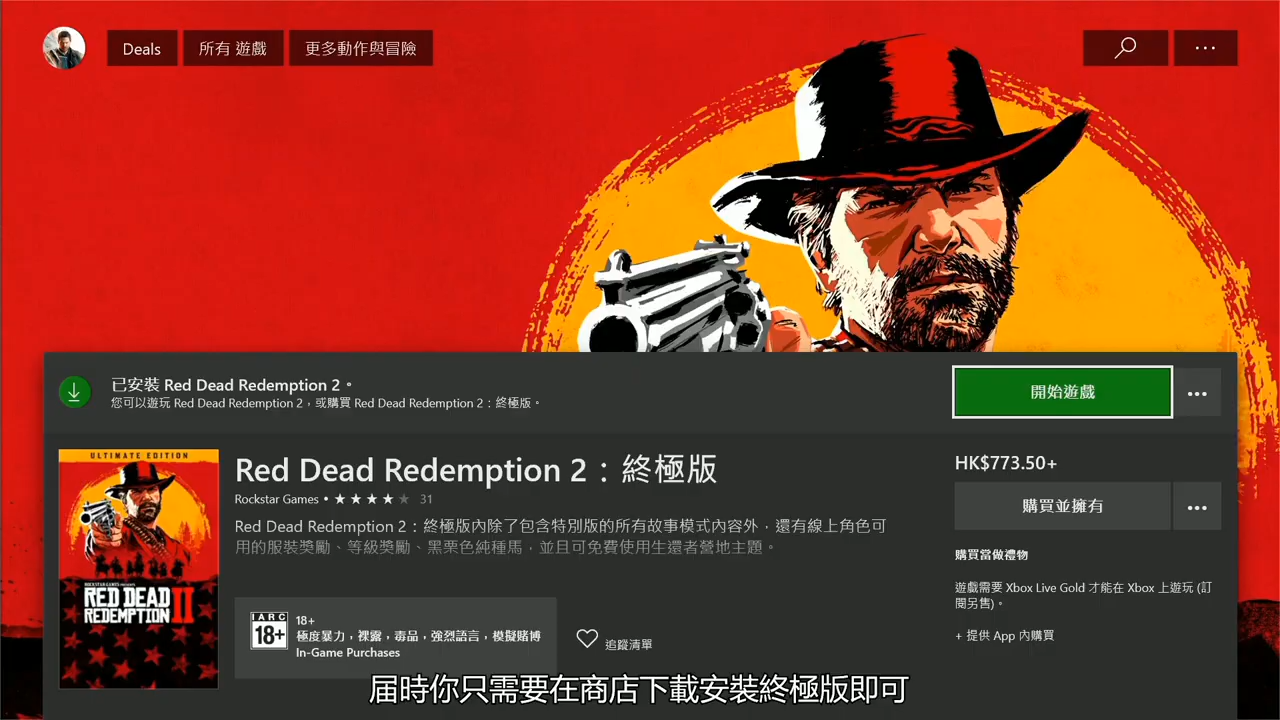 Deals
所有 遊戲
更多動作與冒險
已安裝 Red Dead Redemption 2。
您可以遊玩 Red Dead Redemption 2，或購買 Red Dead Redemption 2：終極版。
開始遊戲
ULTIMATE EDITION
ROCKSTAR GAMES PRESENTS
RED DEAD
REDEMPTION II
Red Dead Redemption 2：終極版
Rockstar Games • ★ ★ ★ ★ ★ 31
Red Dead Redemption 2：終極版內除了包含特別版的所有故事模式內容外，還有線上角色可
用的服裝獎勵、等級獎勵、黑栗色純種馬，並且可免費使用生還者營地主題。
IARC
18+
18+
極度暴力，裸露，毒品，強烈語言，模擬賭博
In-Game Purchases
追蹤清單
HK$773.50+
購買並擁有
購買當做禮物
遊戲需要 Xbox Live Gold 才能在 Xbox 上遊玩 (訂
閱另售)。
+ 提供 App 內購買
届時你只需要在商店下載安裝終極版即可